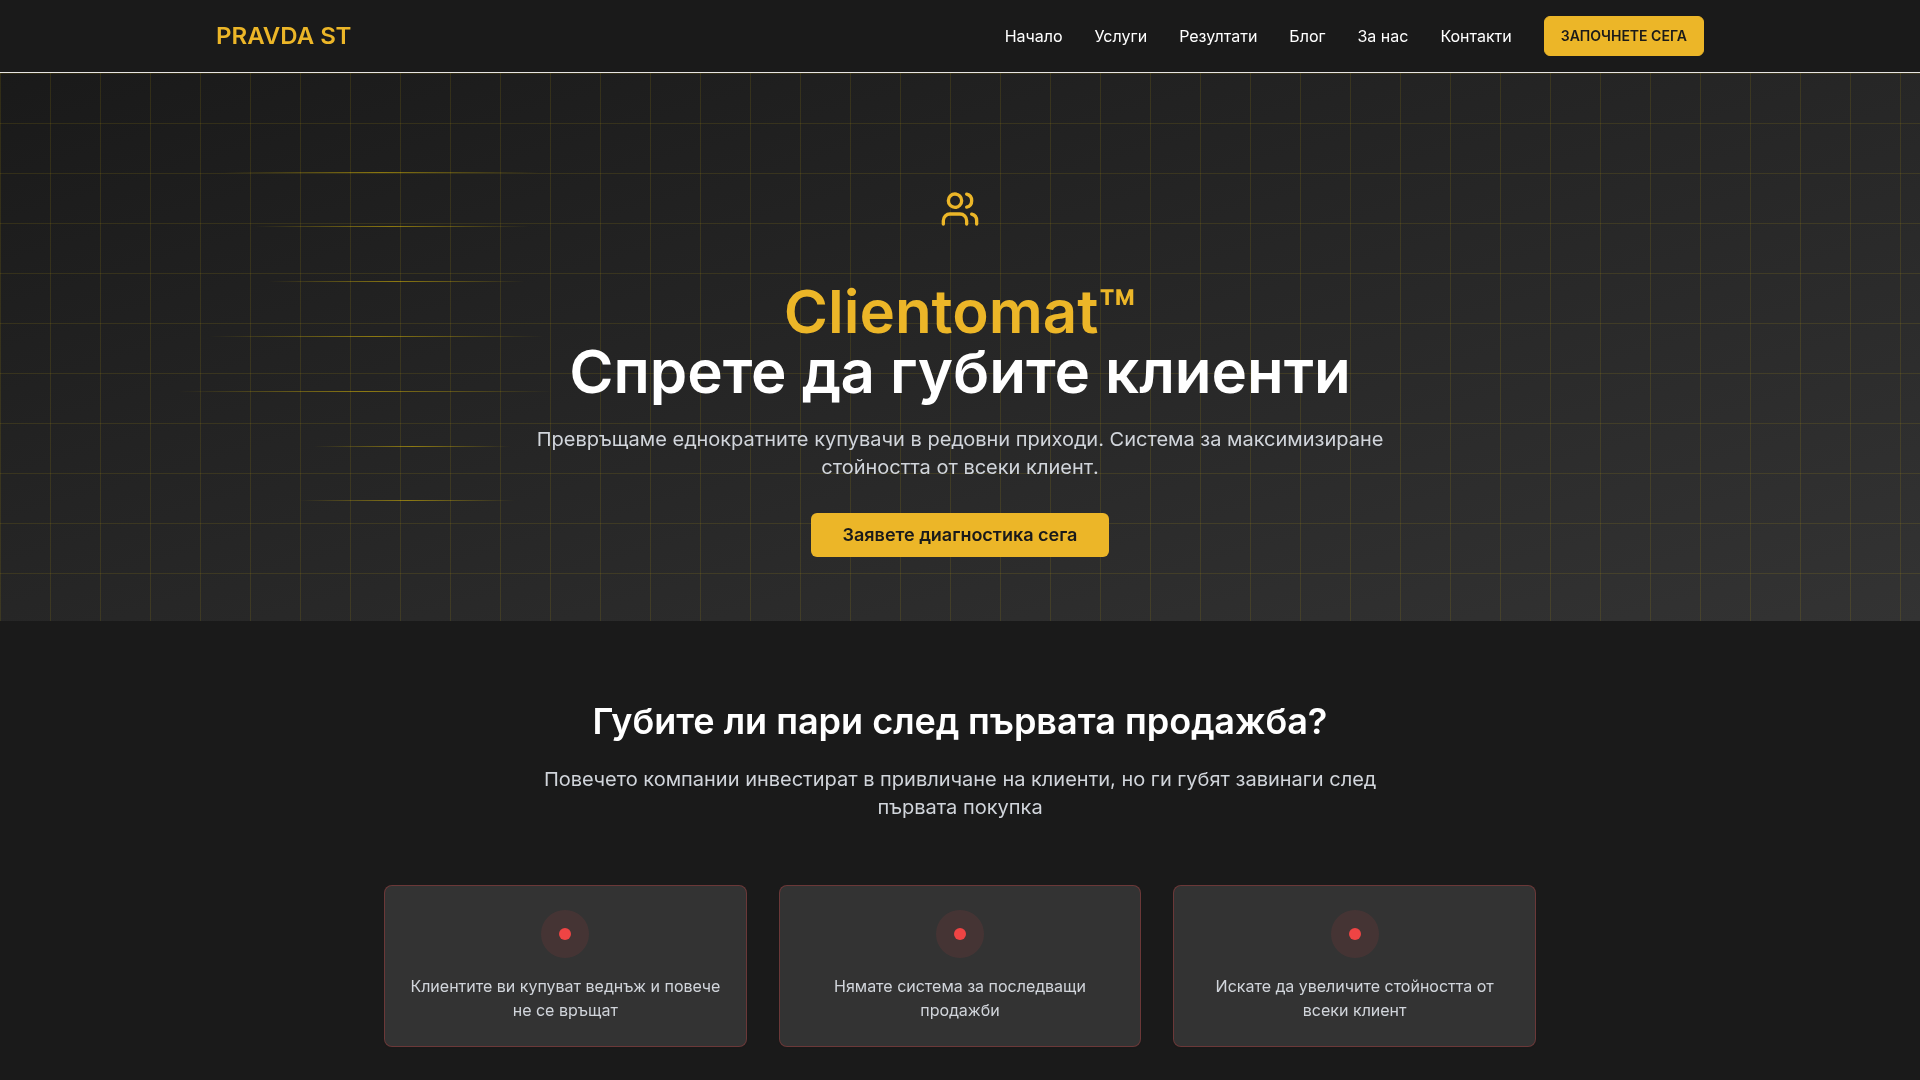 PRAVDA ST
Начало
Услуги
Резултати
Блог
За нас
Контакти
ЗАПОЧНЕТЕ СЕГА
Clientomat™
Спрете да губите клиенти
Превръщаме еднократните купувачи в редовни приходи. Система за максимизиране
стойността от всеки клиент.
Заявете диагностика сега
Губите ли пари след първата продажба?
Повечето компании инвестират в привличане на клиенти, но ги губят завинаги след
първата покупка
Клиентите ви купуват веднъж и повече
не се връщат
Нямате система за последващи
продажби
Искате да увеличите стойността от
всеки клиент